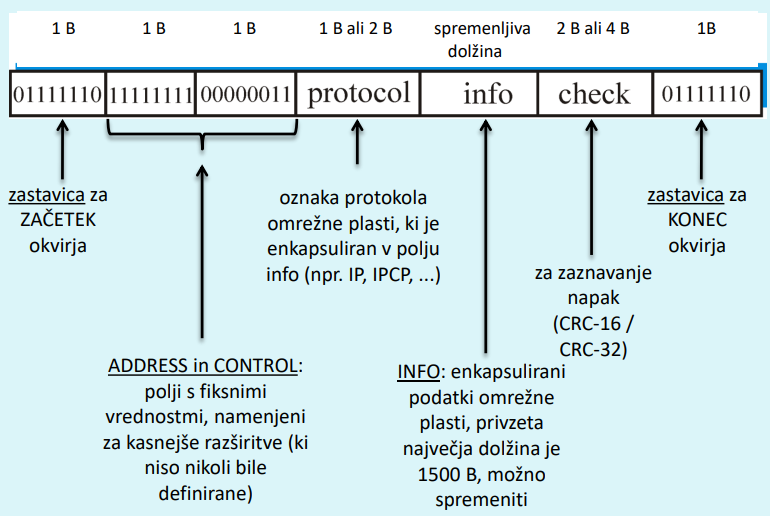 1 B 1 B 1 B 1 B ali 2 B spremenljiva dolžina 2 B ali 4 B 1B
01111110 11111111 00000011 protocol info check 01111110
zastavica za
ZAČETEK
okvirja
oznaka protokola
omrežne plasti, ki je
enkapsuliran v polju
info (npr. IP, IPCP, ...)
zastavica za
KONEC
okvirja
za zaznavanje
napak
(CRC-16 /
CRC-32)
ADDRESS in CONTROL:
polji s fiksnimi
vrednostmi, namenjeni
za kasnejše razširitve (ki
niso nikoli bile
definirane)
INFO: enkapsulirani
podatki omrežne
plasti, privzeta
največja dolžina je
1500 B, možno
spremeniti